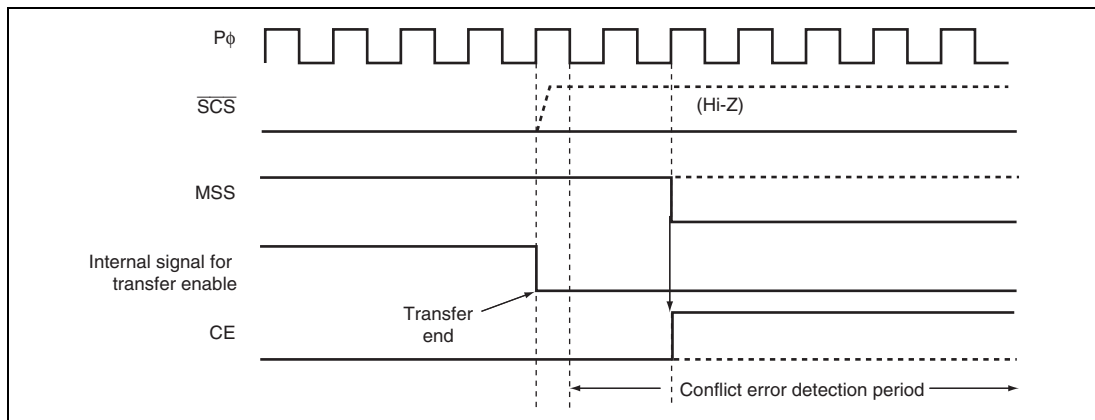 Pϕ
SCS
(Hi-Z)
MSS
Internal signal for
transfer enable
Transfer
end
CE
Conflict error detection period